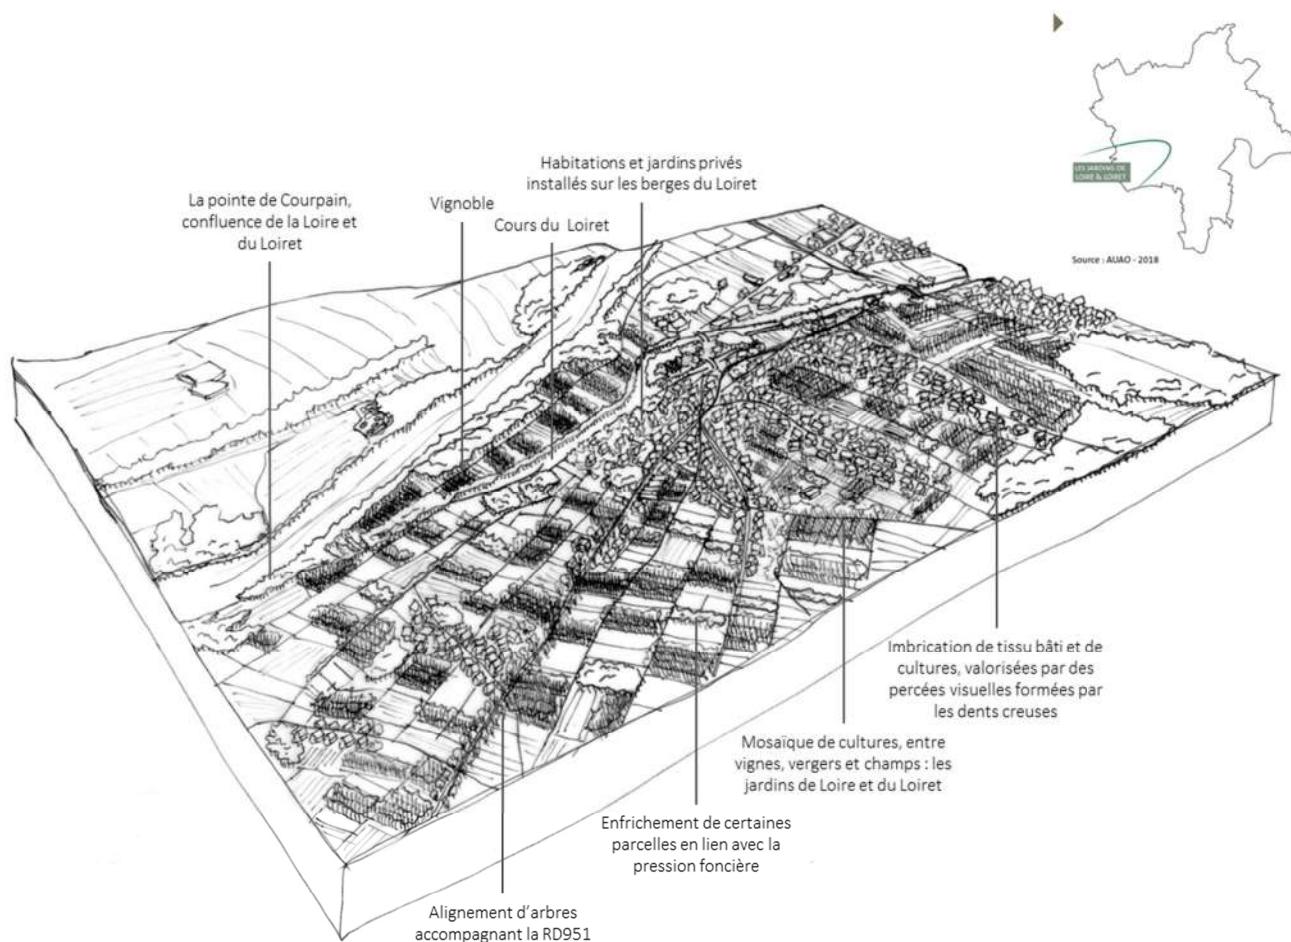 LES JARDINS DE
LOIRE & LOIRET
Source : AUAO - 2018
Habitations et jardins privés
installés sur les berges du Loiret
La pointe de Courpain,
confluence de la Loire et
du Loiret
Vignoble
Cours du Loiret
Imbrication de tissu bâti et de
cultures, valorisées par des
percées visuelles formées par
les dents creuses
Mosaïque de cultures, entre
vignes, vergers et champs : les
jardins de Loire et du Loiret
Enfrichement de certaines
parcelles en lien avec la
pression foncière
Alignement d'arbres
accompagnant la RD951